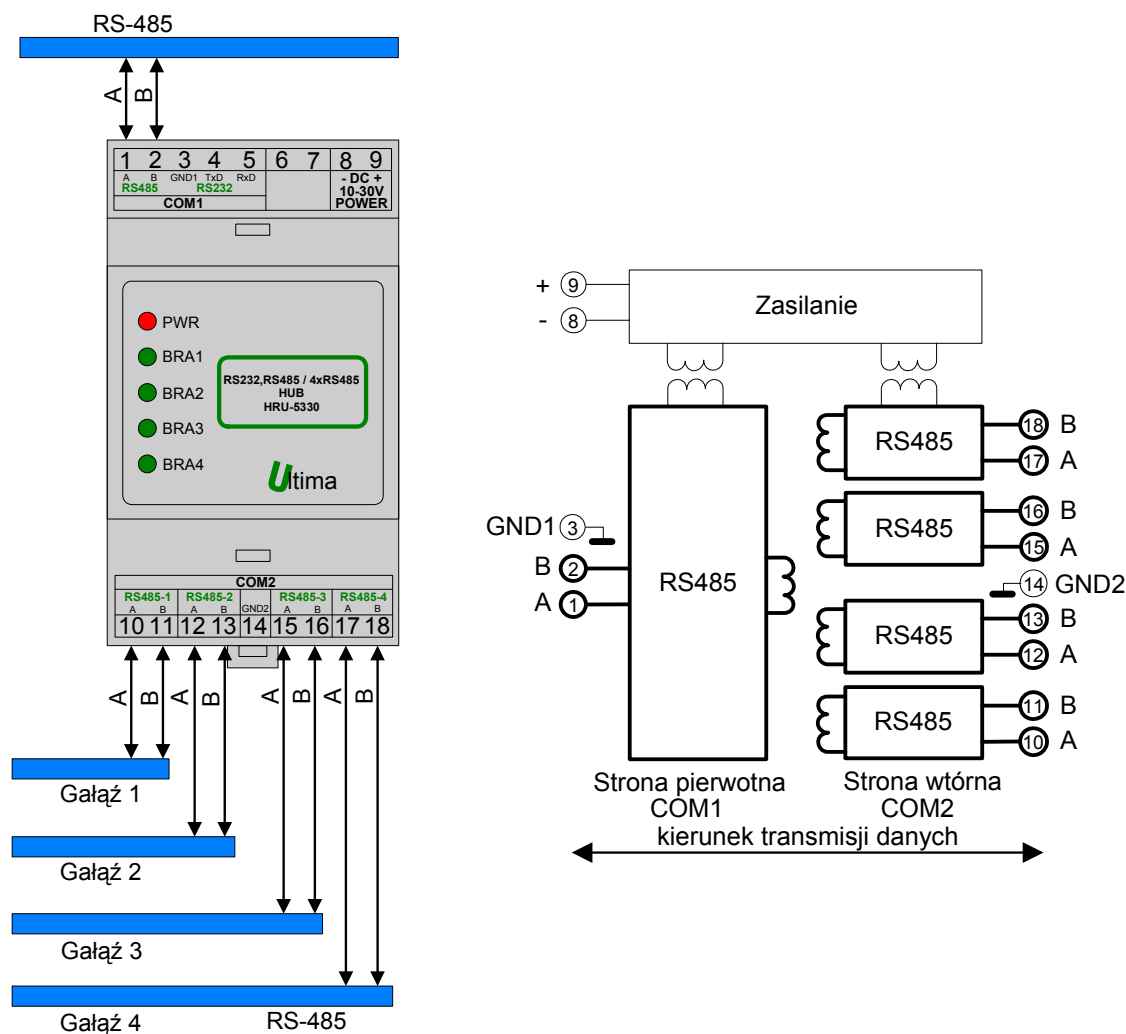 RS-485
A
B
1 2 3 4 5 6 7 8 9
A B GND1 TxD RxD - DC +
RS485 RS232 10-30V
COM1 POWER
PWR
BRA1
BRA2
BRA3
BRA4
RS232,RS485 / 4xRS485
HUB
HRU-5330
Ultima
COM2
RS485-1 RS485-2 RS485-3 RS485-4
A B A B GND2 A B A B
10 11 12 13 14 15 16 17 18
A B A B A B A B
Gałąź 1
Gałąź 2
Gałąź 3
Gałąź 4
RS-485
+ 9
- 8
Zasilanie
GND1 3
B 2
A 1
RS485
RS485
18 B
17 A
RS485
16 B
15 A
14 GND2
RS485
13 B
12 A
RS485
11 B
10 A
Strona pierwotna
COM1
Strona wtórna
COM2
kierunek transmisji danych